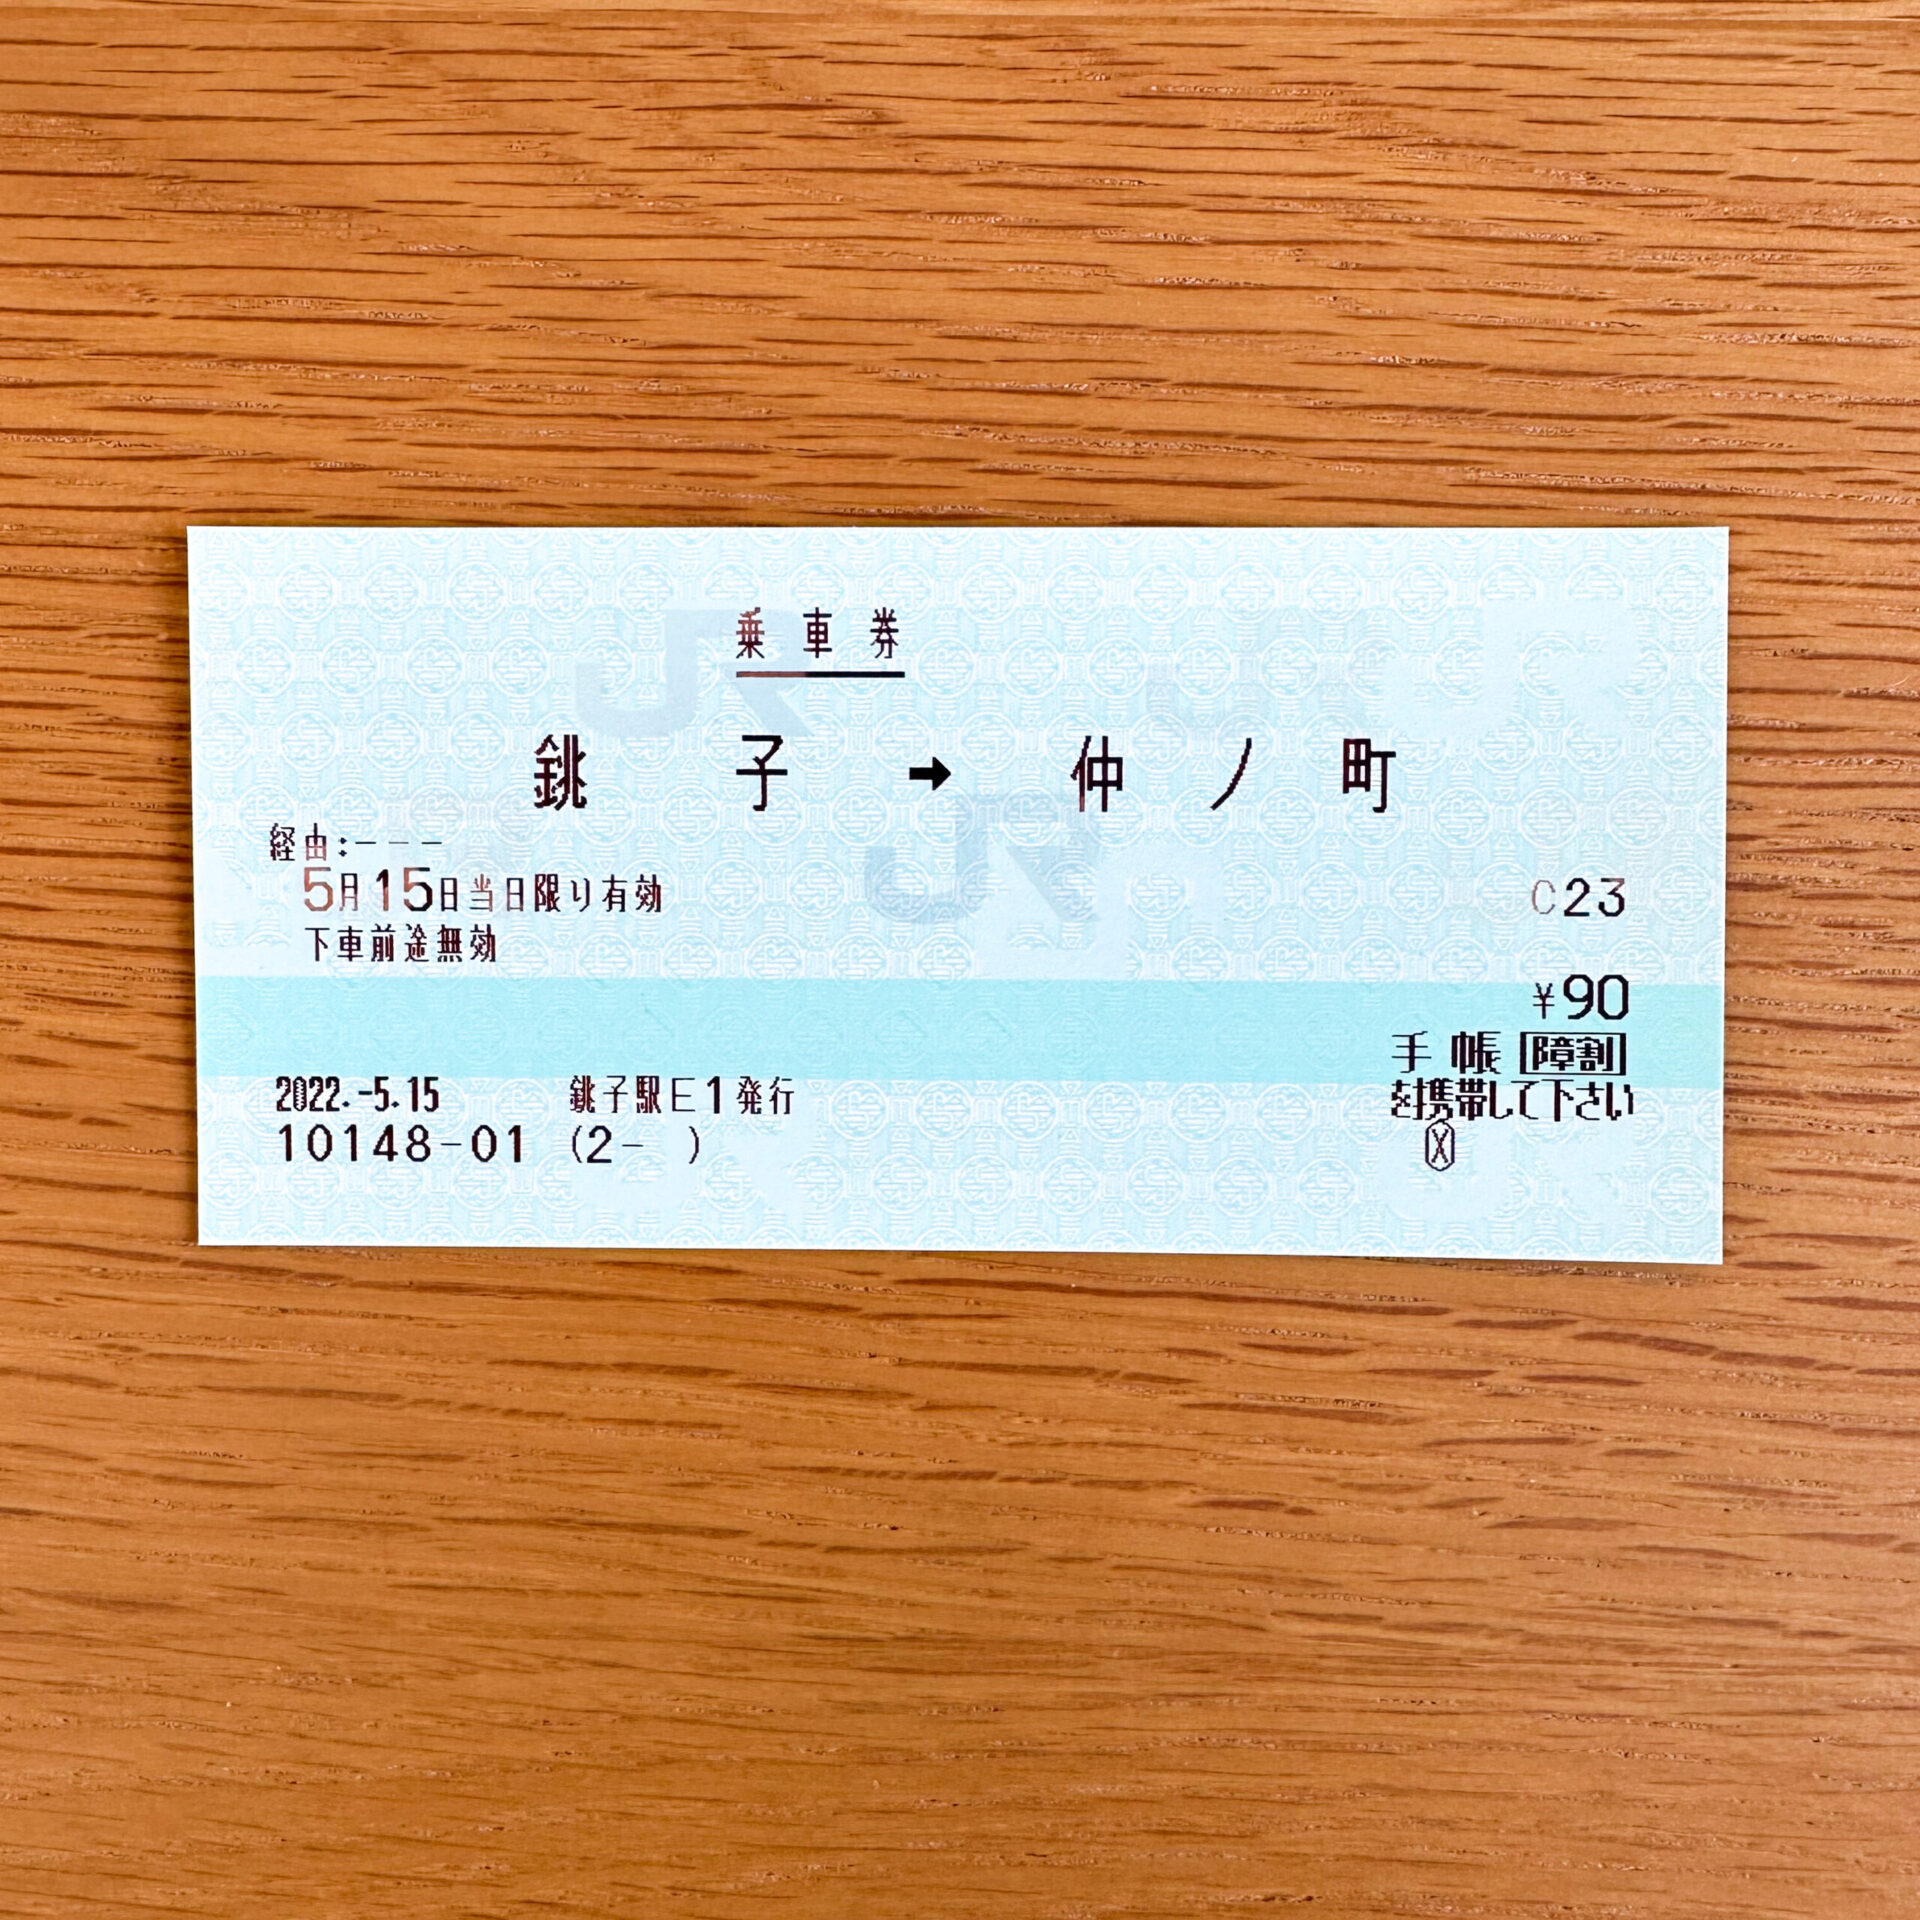 乗車券
銚子→仲ノ町
経由:---
5月15日当日限り有効
C23
下車前途無効
¥90
手帳 障割
を携帯して下さい
2022.-5.15 銚子駅E1発行
10148-01 (2- )
X
JR
JR